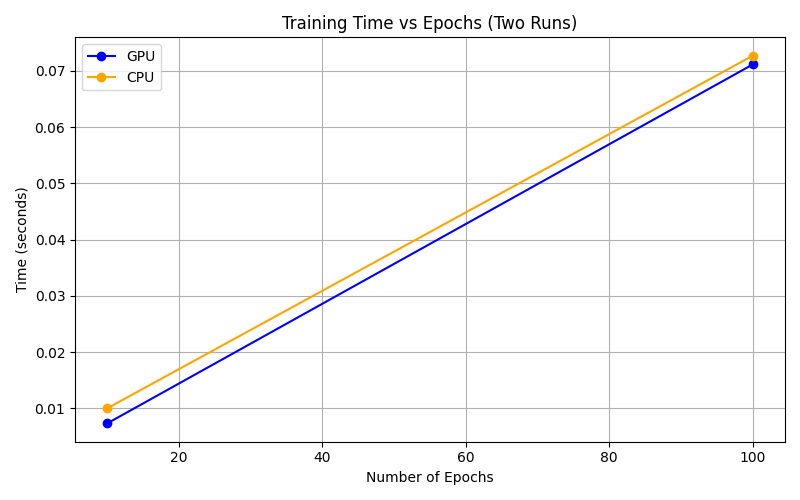 Training Time vs Epochs (Two Runs)
GPU
CPU
Time (seconds)
0.07
0.06
0.05
0.04
0.03
0.02
0.01
20 40 60 80 100
Number of Epochs